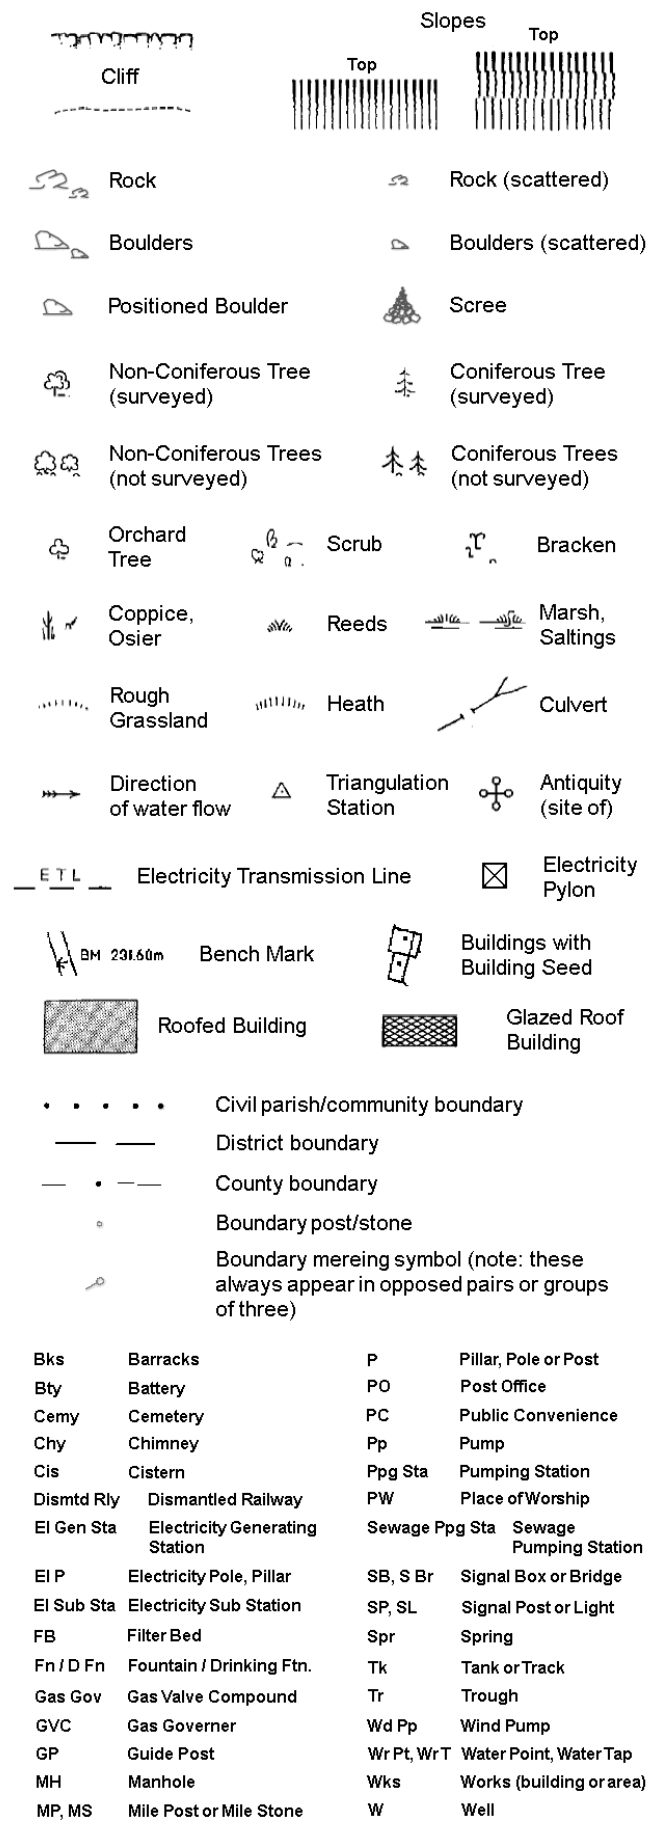 Slopes
Top
Top
Cliff
Rock
Rock (scattered)
Boulders
Boulders (scattered)
Positioned Boulder
Scree
Non-Coniferous Tree
(surveyed)
Coniferous Tree
(surveyed)
Non-Coniferous Trees
(not surveyed)
Coniferous Trees
(not surveyed)
Orchard
Tree
Scrub
Bracken
Coppice,
Osier
Reeds
Marsh,
Saltings
Rough
Grassland
Heath
Culvert
Direction
of water flow
Triangulation
Station
Antiquity
(site of)
E T L
Electricity Transmission Line
Electricity
Pylon
BM 231.60m
Bench Mark
Buildings with
Building Seed
Roofed Building
Glazed Roof
Building
Civil parish/community boundary
District boundary
County boundary
Boundary post/stone
Boundary mereing symbol (note: these
always appear in opposed pairs or groups
of three)
Bks Barracks
P Pillar, Pole or Post
Bty Battery
PO Post Office
Cemy Cemetery
PC Public Convenience
Chy Chimney
Pp Pump
Cis Cistern
Ppg Sta Pumping Station
Dismtd Rly Dismantled Railway
PW Place of Worship
El Gen Sta Electricity Generating
Station
Sewage Ppg Sta Sewage
Pumping Station
El P Electricity Pole, Pillar
SB, S Br Signal Box or Bridge
El Sub Sta Electricity Sub Station
SP, SL Signal Post or Light
FB Filter Bed
Spr Spring
Fn / D Fn Fountain / Drinking Ftn.
Tk Tank or Track
Gas Gov Gas Valve Compound
Tr Trough
GVC Gas Governer
Wd Pp Wind Pump
GP Guide Post
Wr Pt, Wr T Water Point, Water Tap
MH Manhole
Wks Works (building or area)
MP, MS Mile Post or Mile Stone
W Well